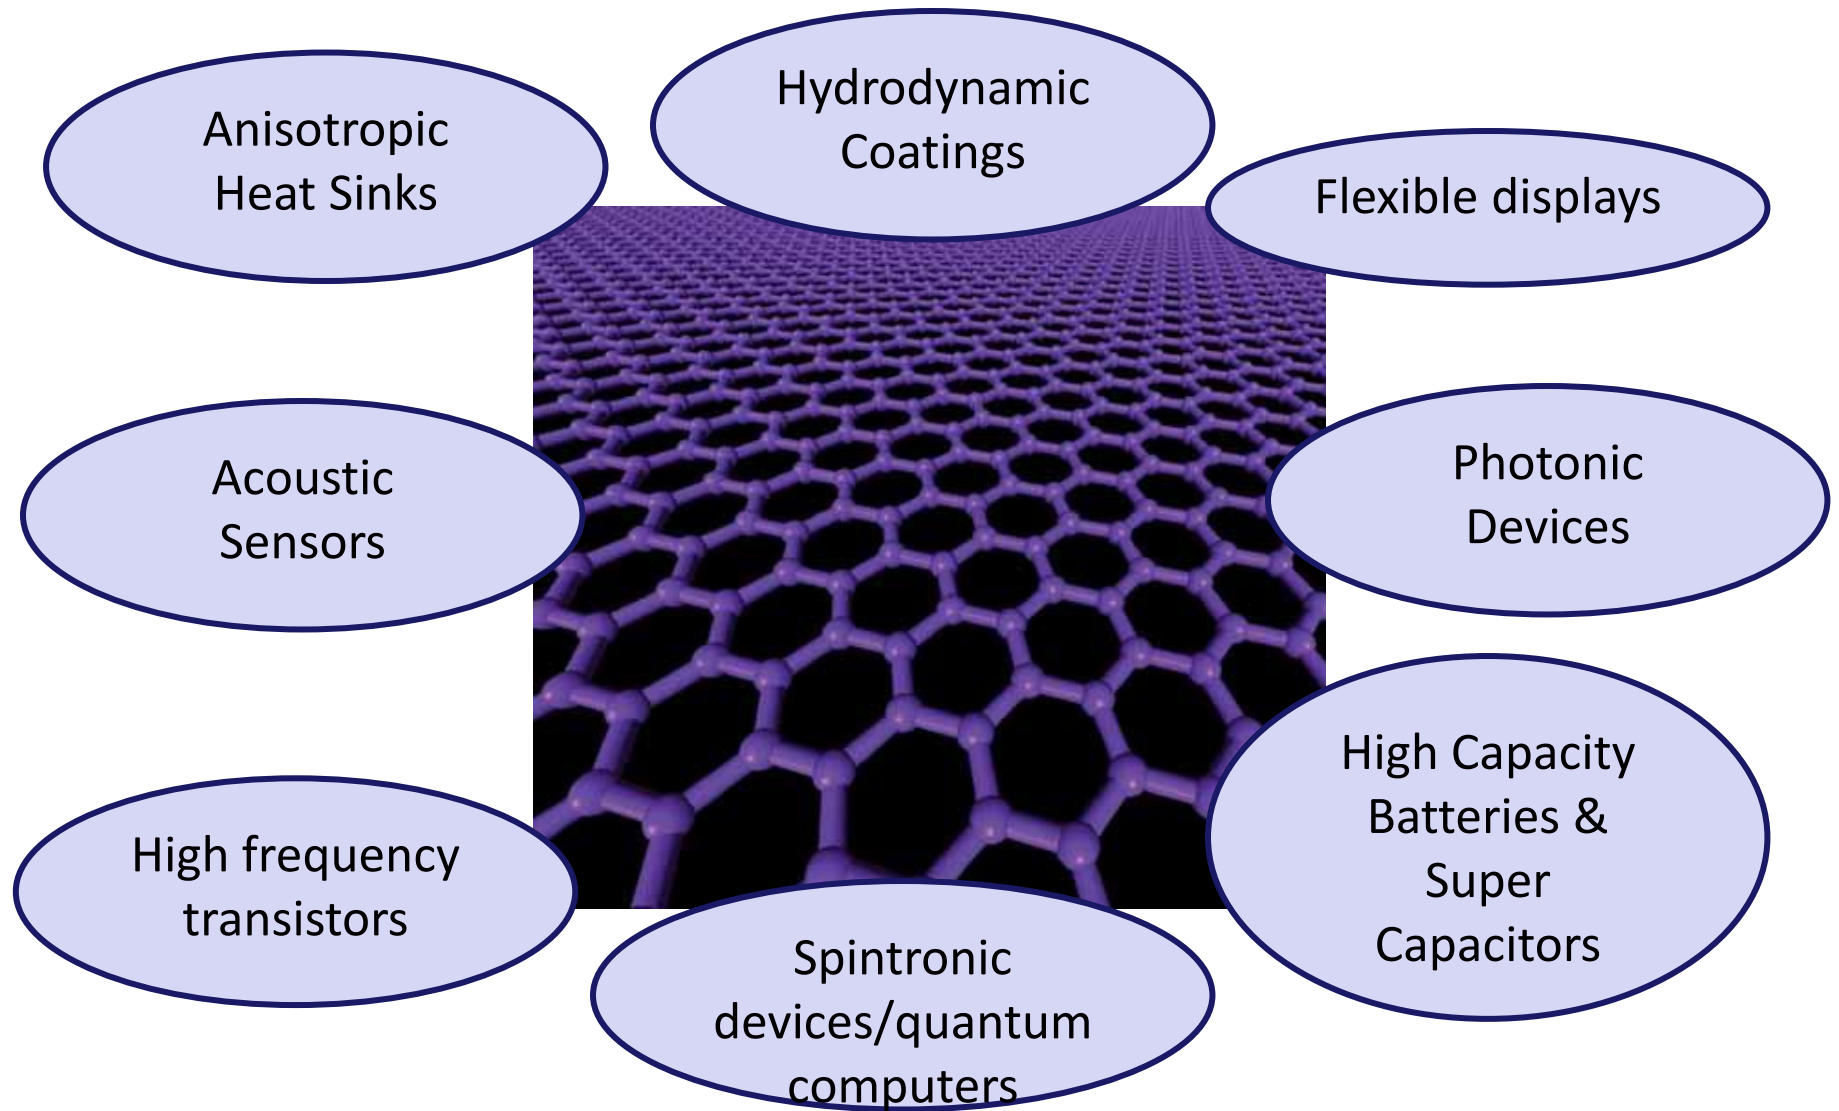 Hydrodynamic
Coatings
Anisotropic
Heat Sinks
Flexible displays
Acoustic
Sensors
Photonic
Devices
High frequency
transistors
High Capacity
Batteries &
Super
Capacitors
Spintronic
devices/quantum
computers